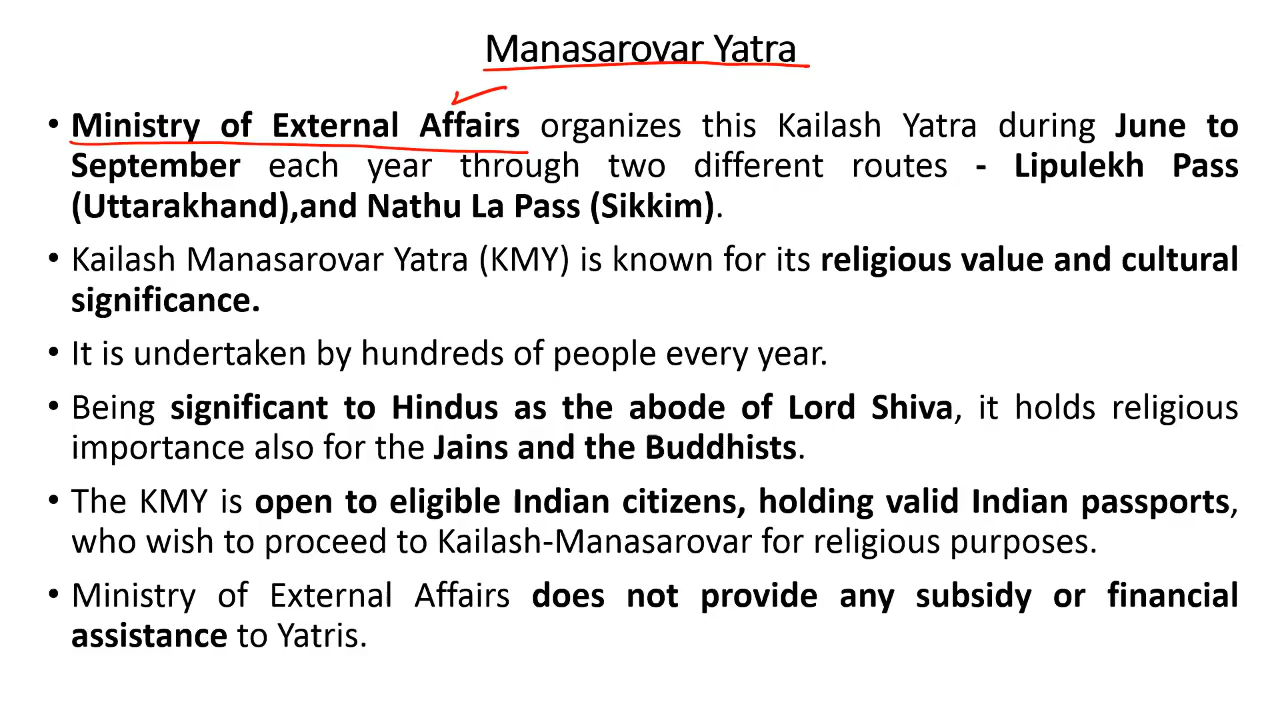 Manasarovar Yatra
• Ministry of External Affairs organizes this Kailash Yatra during June to
September each year through two different routes - Lipulekh Pass
(Uttarakhand),and Nathu La Pass (Sikkim).
• Kailash Manasarovar Yatra (KMY) is known for its religious value and cultural
significance.
• It is undertaken by hundreds of people every year.
• Being significant to Hindus as the abode of Lord Shiva, it holds religious
importance also for the Jains and the Buddhists.
• The KMY is open to eligible Indian citizens, holding valid Indian passports,
who wish to proceed to Kailash-Manasarovar for religious purposes.
• Ministry of External Affairs does not provide any subsidy or financial
assistance to Yatris.